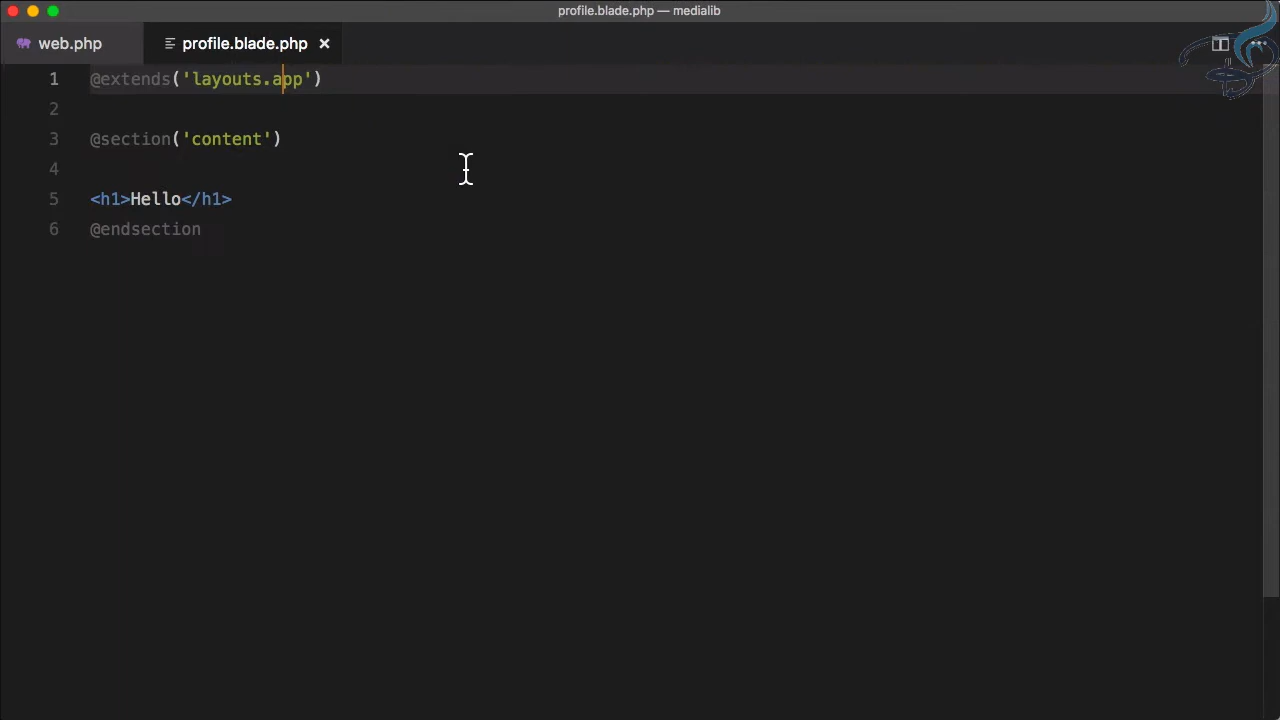 profile.blade.php — medialib
web.php profile.blade.php
1 @extends('layouts.app')
2
3 @section('content')
4
5 <h1>Hello</h1>
6 @endsection